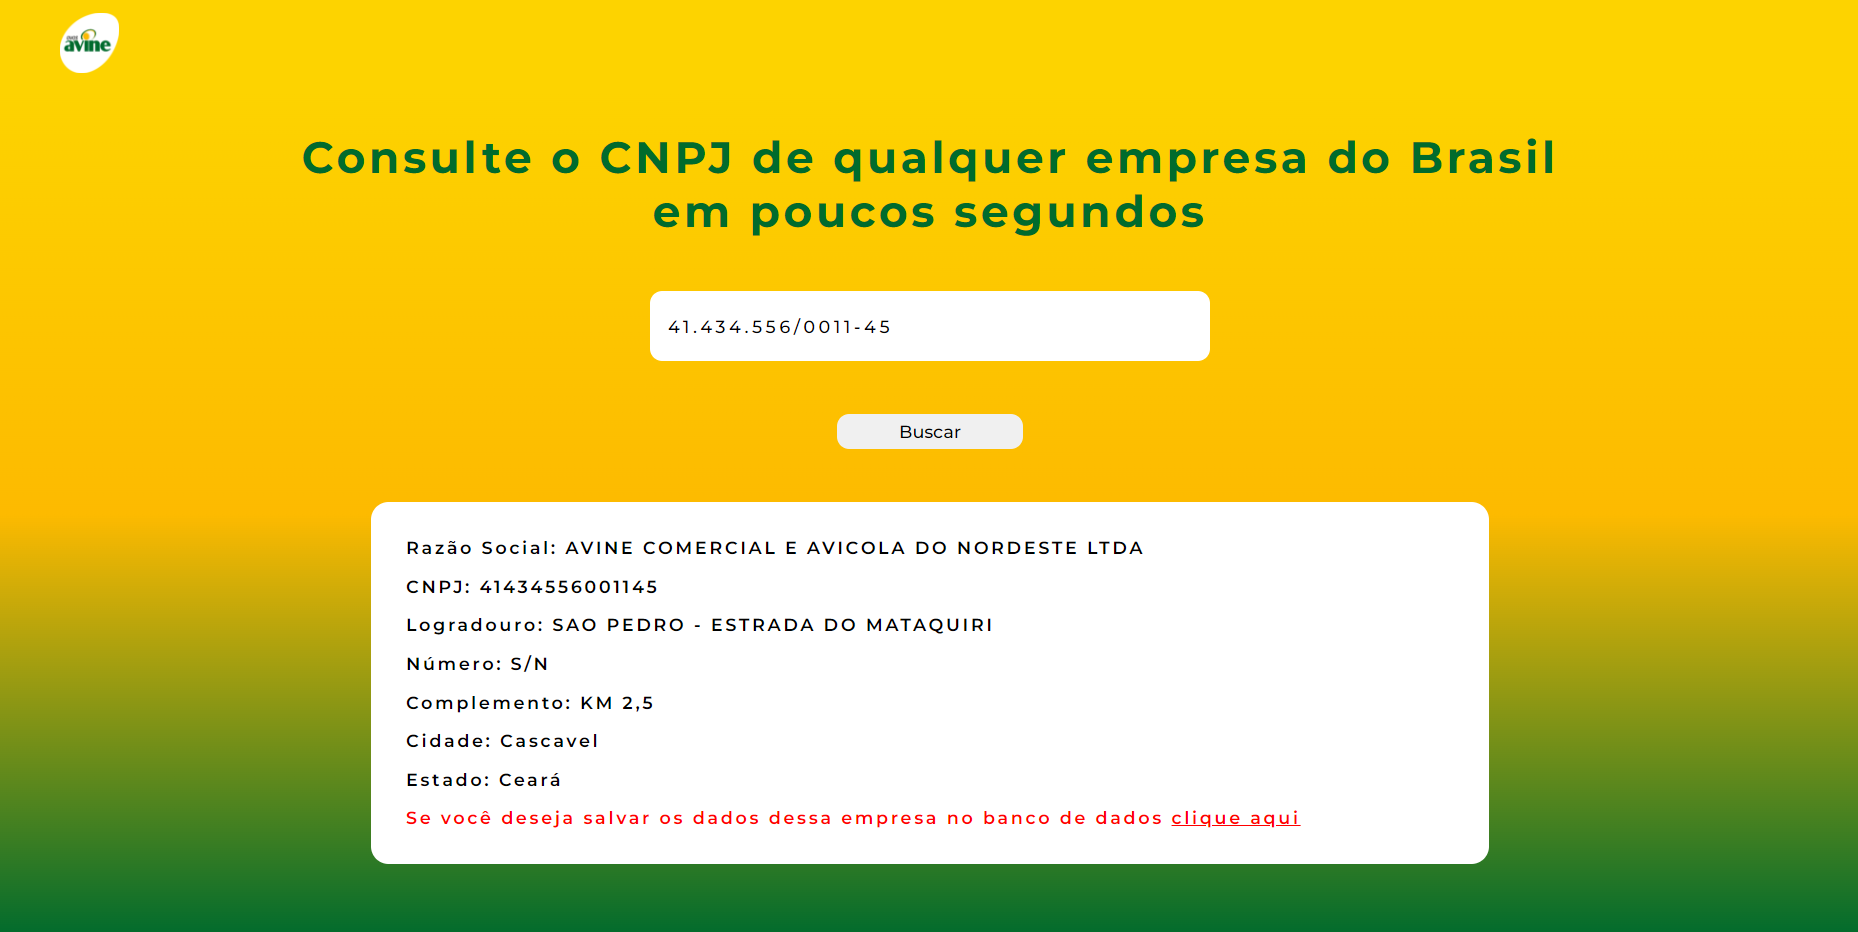 avine
Consulte o CNPJ de qualquer empresa do Brasil
em poucos segundos
41.434.556/0011-45
Buscar
Razão Social: AVINE COMERCIAL E AVICOLA DO NORDESTE LTDA
CNPJ: 41434556001145
Logradouro: SAO PEDRO - ESTRADA DO MATAQUIRI
Número: S/N
Complemento: KM 2,5
Cidade: Cascavel
Estado: Ceará
Se você deseja salvar os dados dessa empresa no banco de dados clique aqui